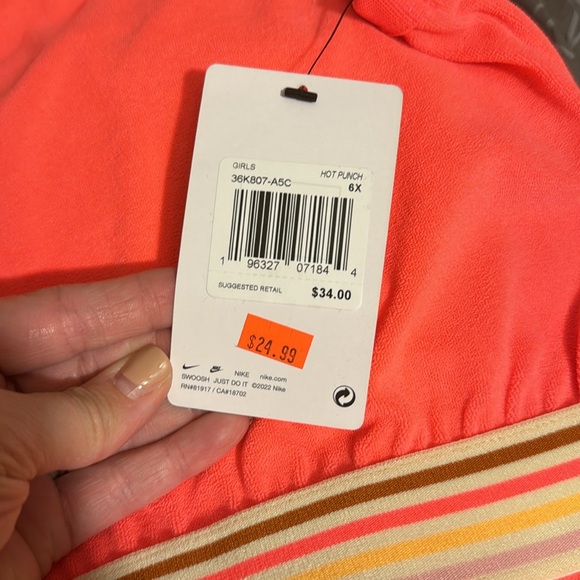 GIRLS HOT PUNCH
36K807-A5C 6X
1 96327 07184 4
SUGGESTED RETAIL $34.00
$24.99
NIKE nike.com
SWOOSH JUST DO IT ©2022 Nike
RN#81917 / CA#18702